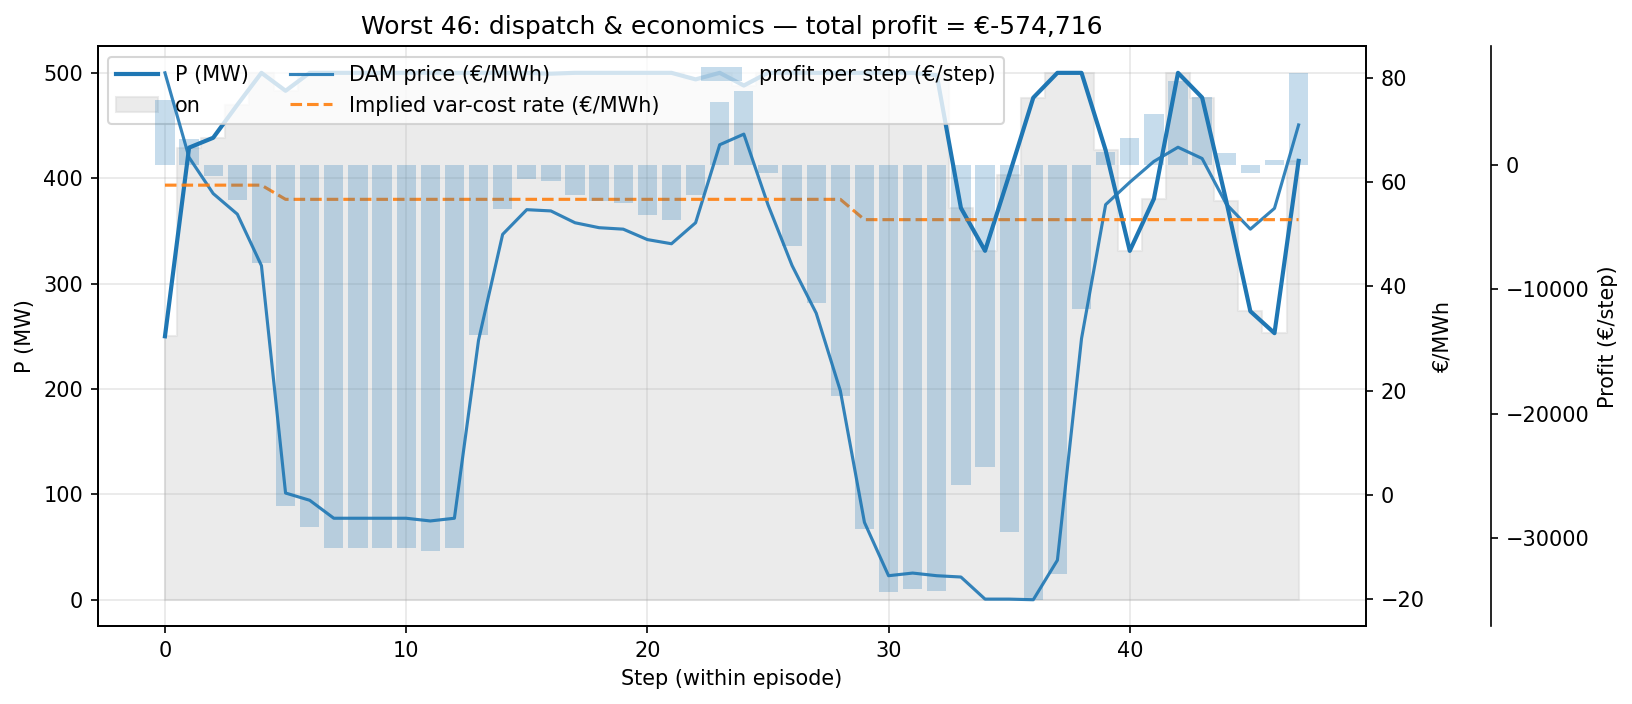 Worst 46: dispatch & economics — total profit = €-574,716
P (MW)
on
DAM price (€/MWh)
Implied var-cost rate (€/MWh)
profit per step (€/step)
500
400
300
200
100
0
P (MW)
80
60
40
20
0
−20
€/MWh
0
−10000
−20000
−30000
Profit (€/step)
0
10
20
30
40
Step (within episode)